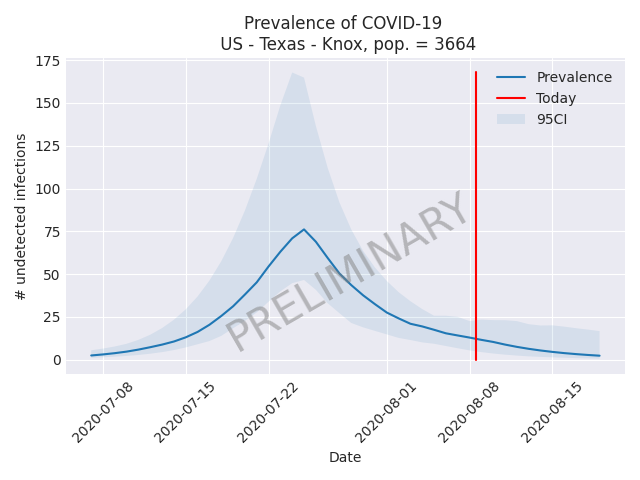 Prevalence of COVID-19
US - Texas - Knox, pop. = 3664
# undetected infections
175
150
125
100
75
50
25
0
Prevalence
Today
95CI
PRELIMINARY
2020-07-08
2020-07-15
2020-07-22
2020-08-01
2020-08-08
2020-08-15
Date